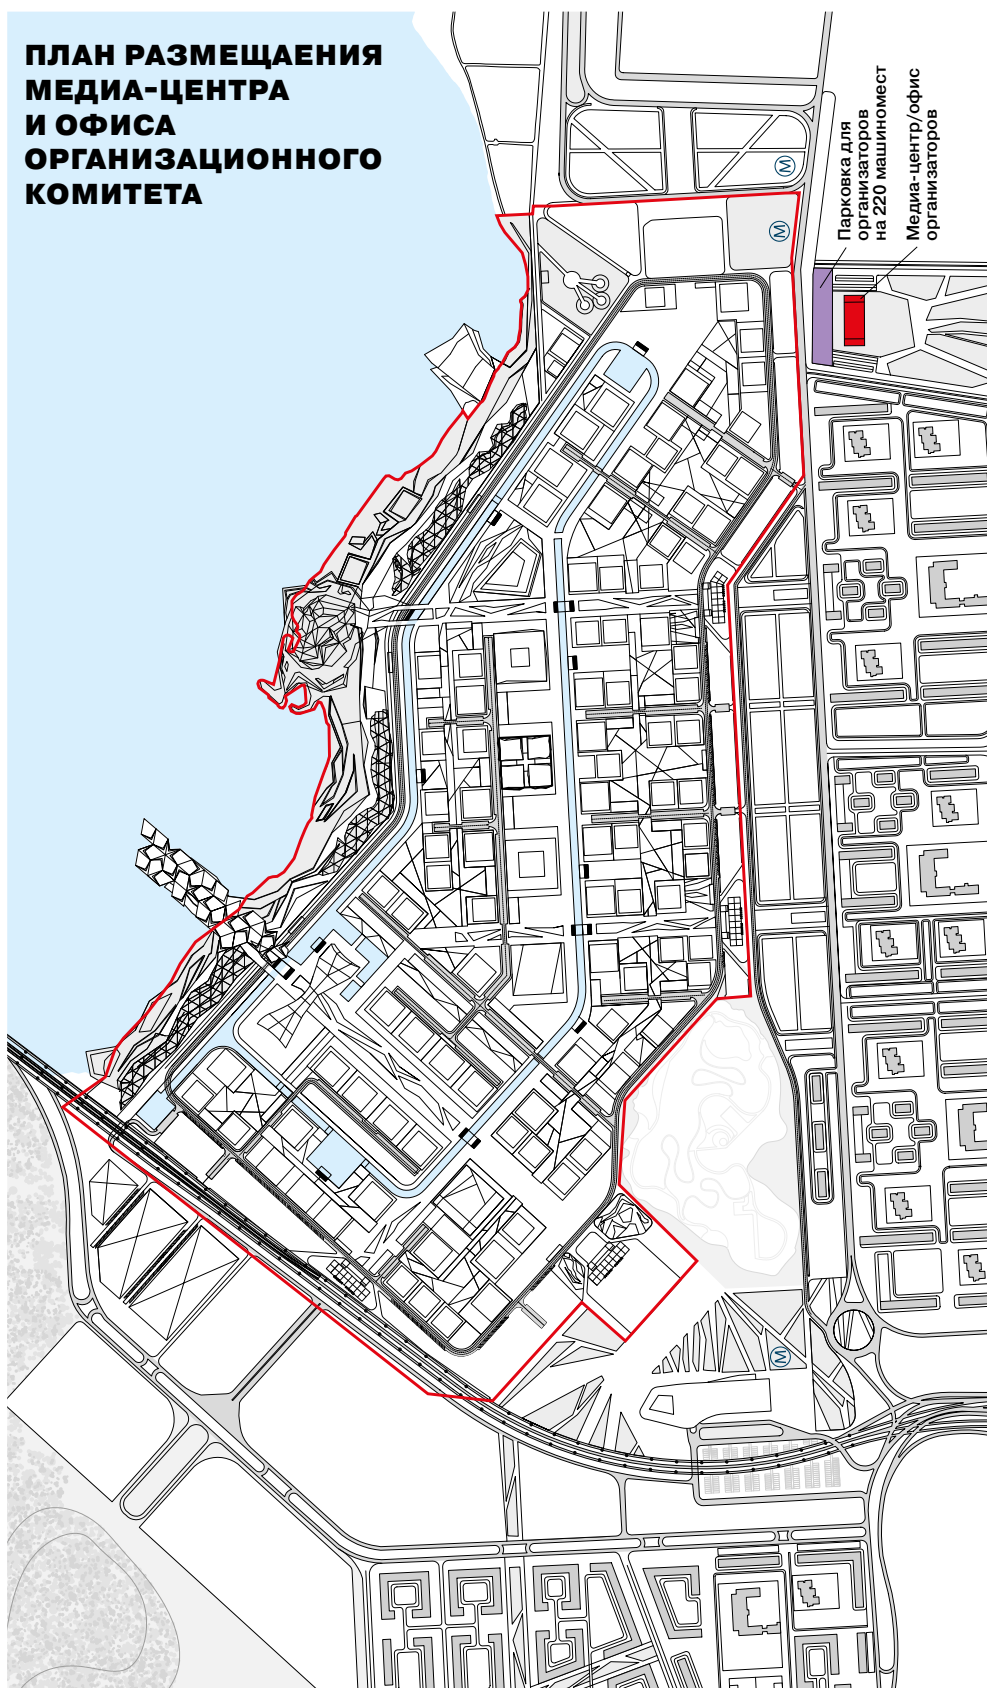 ПЛАН РАЗМЕЩАЕНИЯ
МЕДИА-ЦЕНТРА
И ОФИСА
ОРГАНИЗАЦИОННОГО
КОМИТЕТА
Парковка для
организаторов
на 220 машиномест
Медиа-центр/офис
организаторов
М
М
М